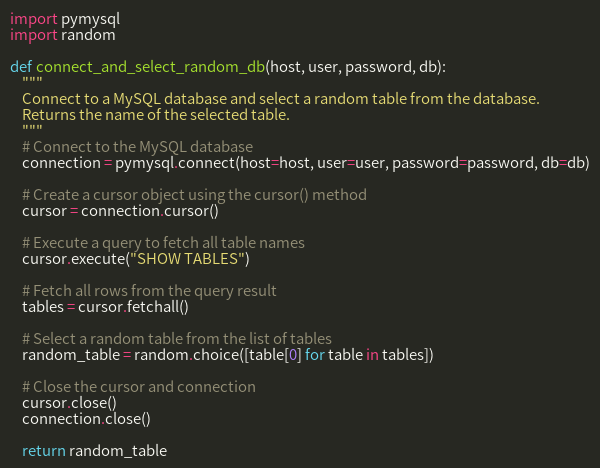 import pymysql
import random

def connect_and_select_random_db(host, user, password, db):
    """
    Connect to a MySQL database and select a random table from the database.
    Returns the name of the selected table.
    """
    # Connect to the MySQL database
    connection = pymysql.connect(host=host, user=user, password=password, db=db)

    # Create a cursor object using the cursor() method
    cursor = connection.cursor()

    # Execute a query to fetch all table names
    cursor.execute("SHOW TABLES")

    # Fetch all rows from the query result
    tables = cursor.fetchall()

    # Select a random table from the list of tables
    random_table = random.choice([table[0] for table in tables])

    # Close the cursor and connection
    cursor.close()
    connection.close()

    return random_table